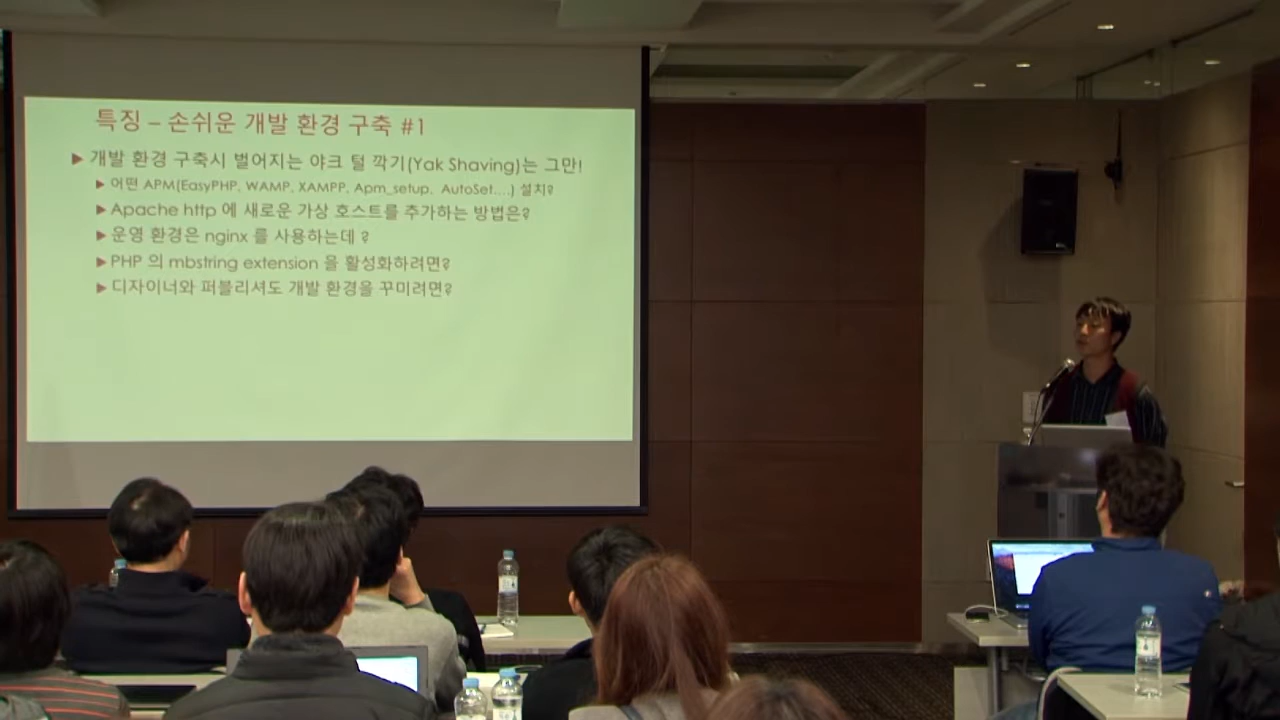 특징 – 손쉬운 개발 환경 구축 #1
▶ 개발 환경 구축시 벌어지는 야크 털 깍기(Yak Shaving)는 그만!
▶ 어떤 APM(EasyPHP, WAMP, XAMPP, Apm_setup, AutoSet....) 설치?
▶ Apache http 에 새로운 가상 호스트를 추가하는 방법은?
▶ 운영 환경은 nginx 를 사용하는데 ?
▶ PHP 의 mbstring extension 을 활성화하려면?
▶ 디자이너와 퍼블리셔도 개발 환경을 꾸미려면?